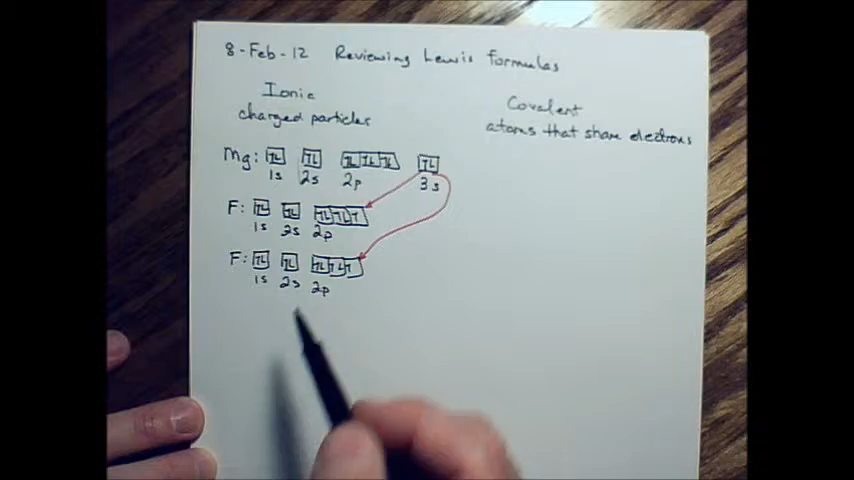 8-Feb-12 Reviewing Lewis Formulas
Ionic
charged particles
Covalent
atoms that share electrons
Mg: 1s 2s 2p 3s
F: 1s 2s 2p
F: 1s 2s 2p